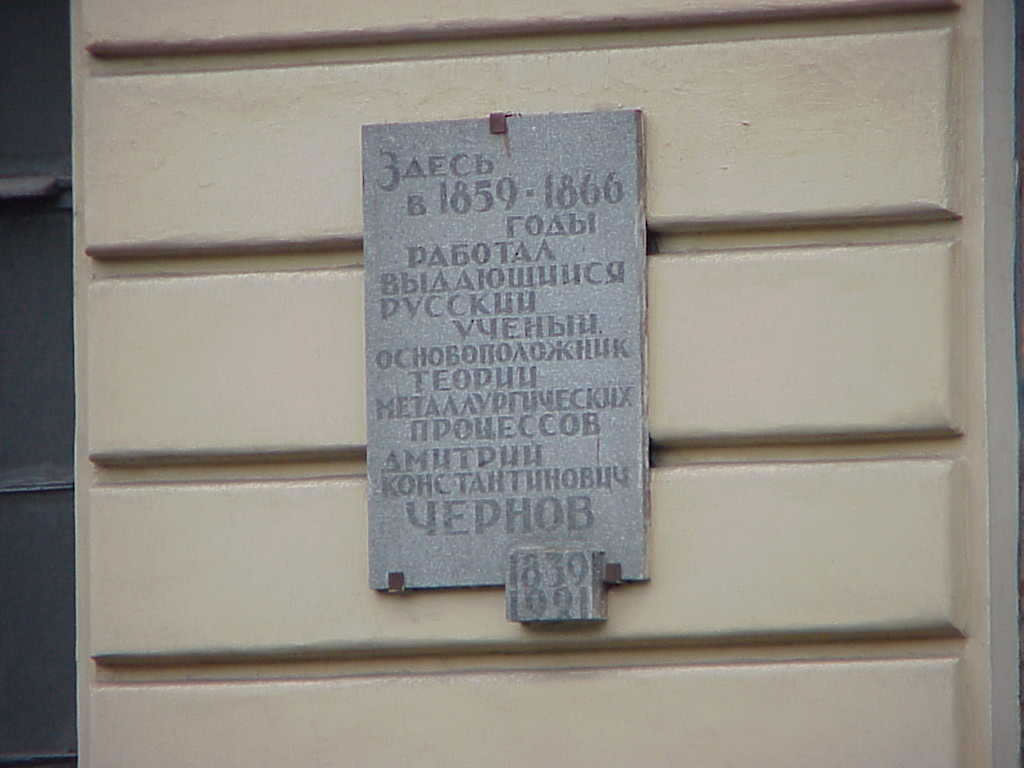 Здесь
в 1859-1866
годы
работал
выдающийся
русский
ученый,
основоположник
теории
металлургических
процессов
Дмитрий
Константинович
ЧЕРНОВ
1839
1921